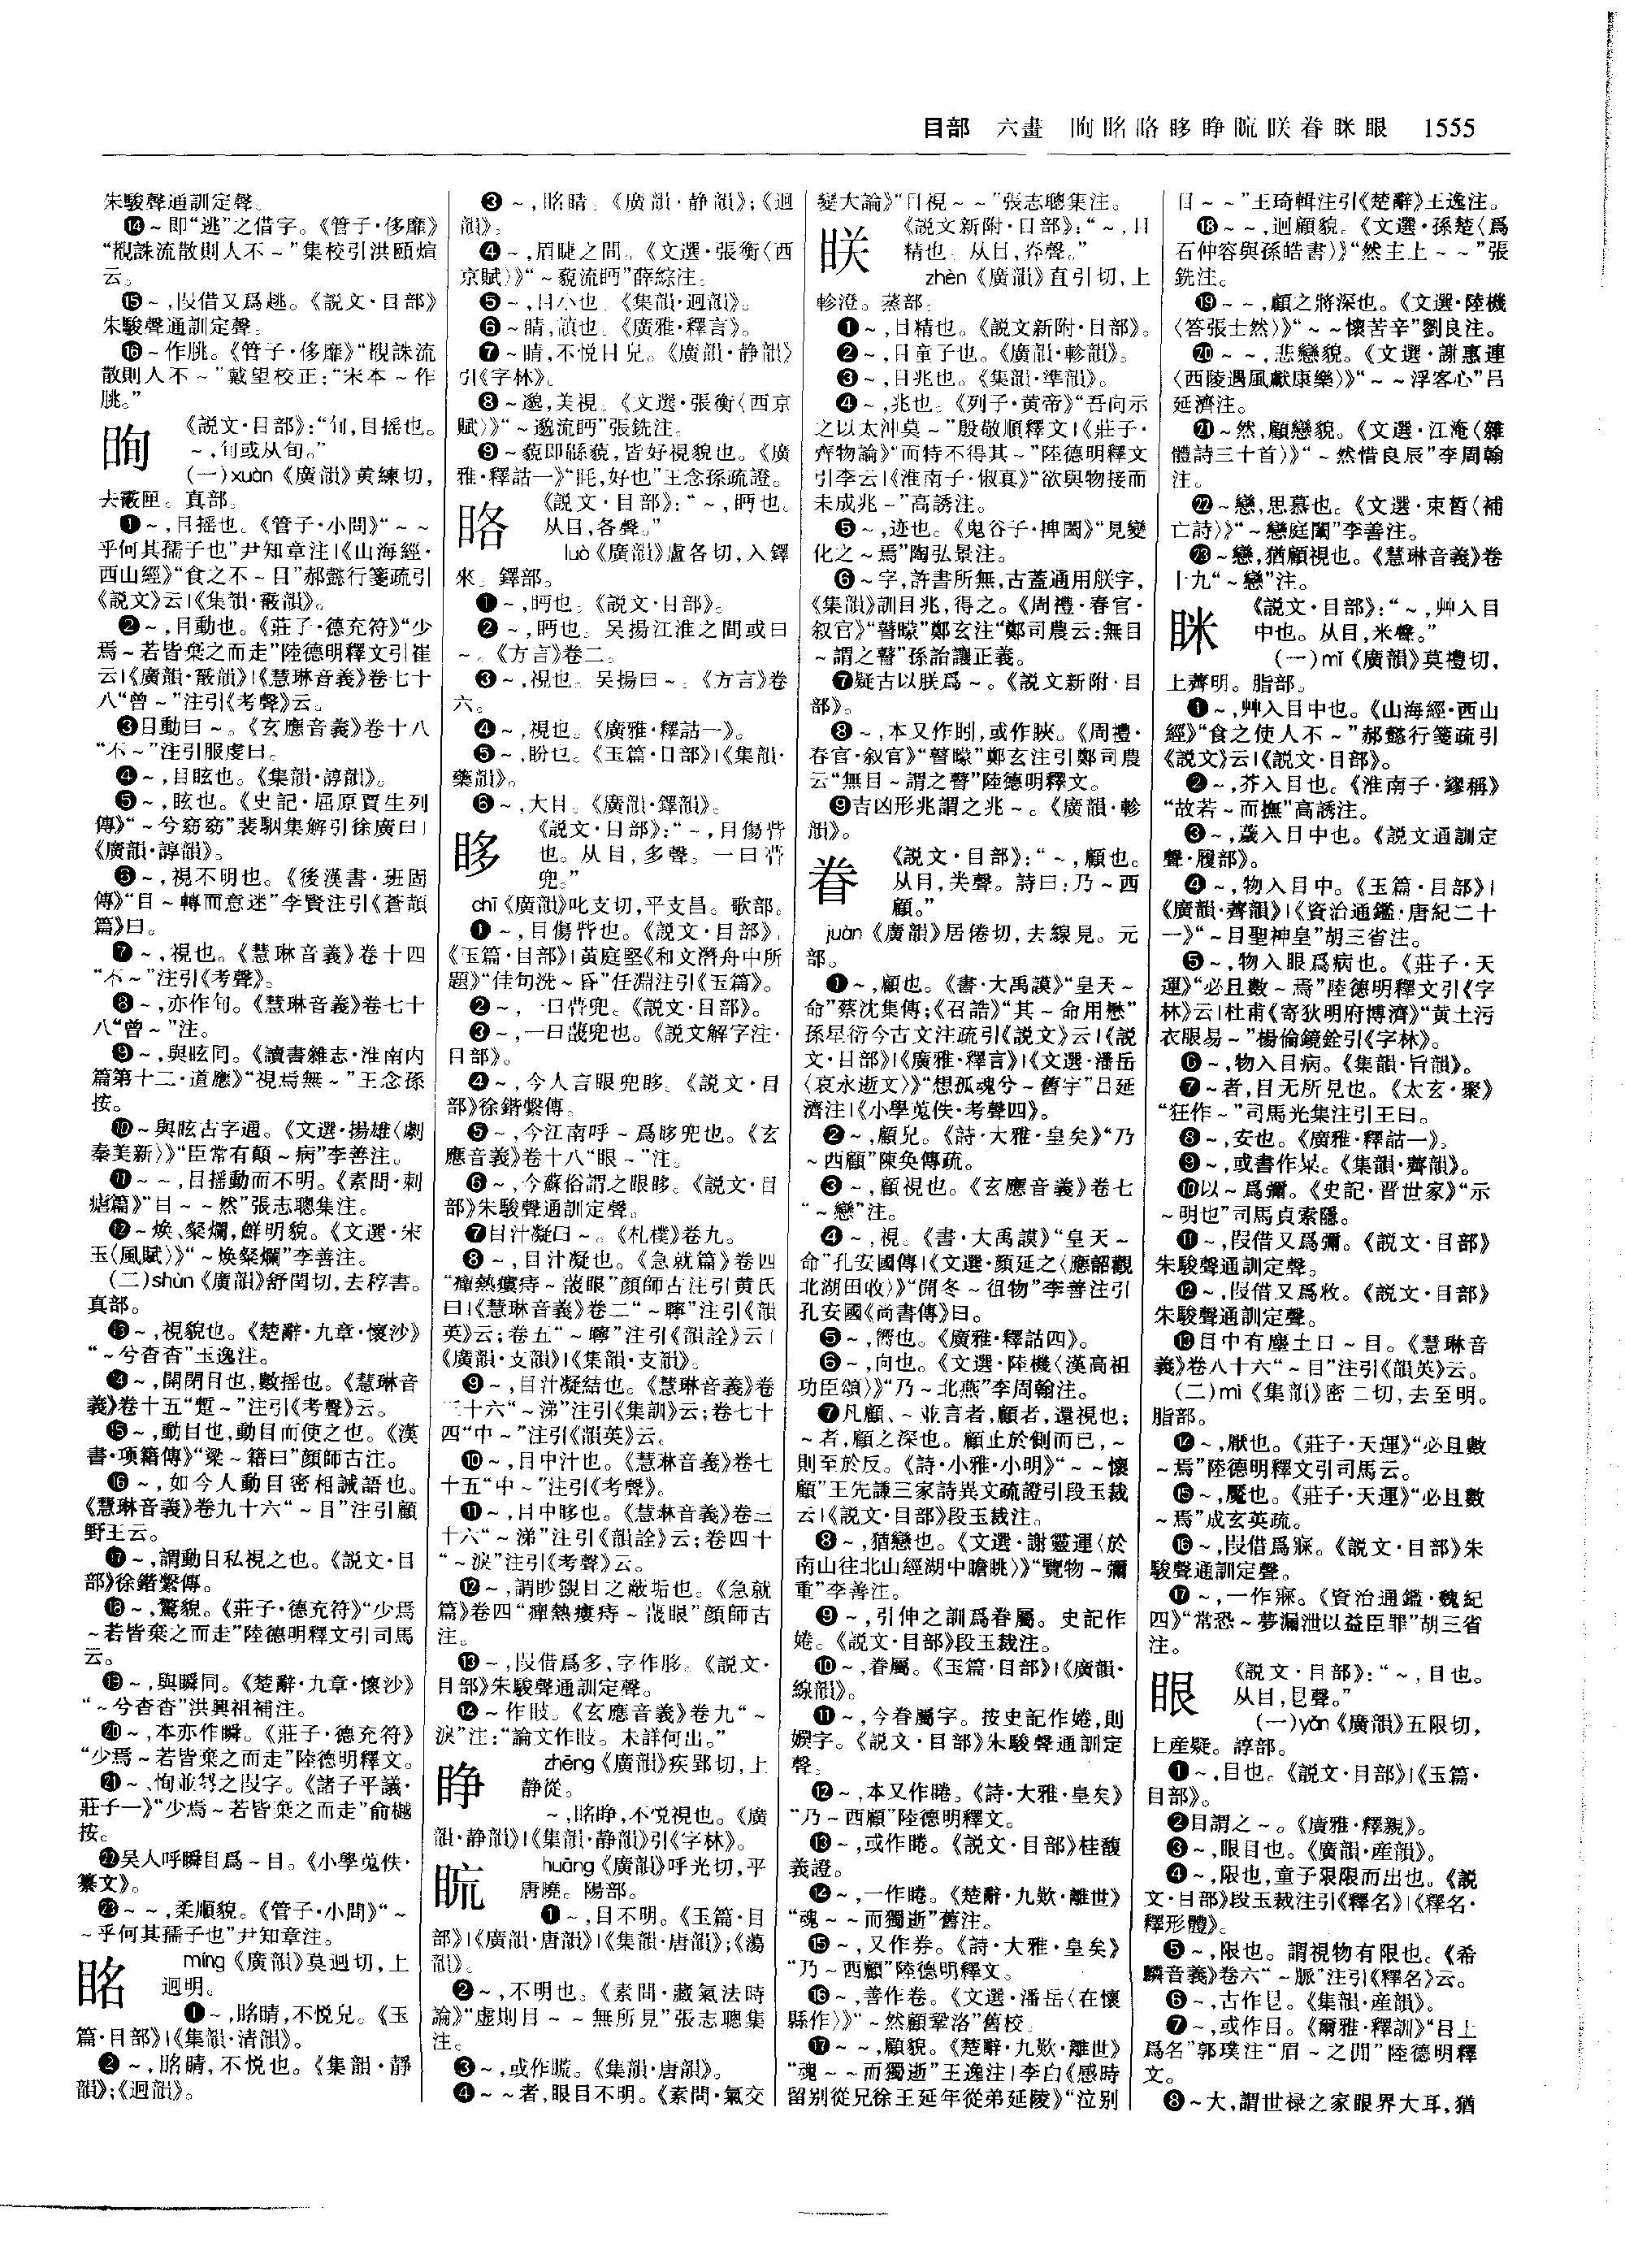 目部 六畫 眴眳眻眵睁䀮眹眷眯眼 1555
朱駿聲通訓定聲。
⓮~,即“逃”之借字。《管子·侈靡》
“觀誅流散則人不~”集校引洪頤煊
云。
⓯~,叚借又爲趒。《説文·目部》
朱駿聲通訓定聲。
⓰~作朓。《管子·侈靡》“觀誅流
散則人不~”戴望校正:“宋本~作
朓。”
眴
《説文·目部》:“旬,目摇也。
~,旬或从旬。”
(一)xuàn《廣韻》黄練切,
去霰匣。真部。
❶~,目摇也。《管子·小問》“~~
乎何其孺子也”尹知章注|《山海經·
西山經》“食之不~目”郝懿行箋疏引
《説文》云|《集韻·霰韻》。
❷~,目動也。《莊子·德充符》“少
焉~若皆棄之而走”陸德明釋文引崔
云|《廣韻·霰韻》|《慧琳音義》卷七十
八“曾~”注引《考聲》云。
❸目動曰~。《玄應音義》卷十八
“不~”注引服虔曰。
❹~,目眩也。《集韻·諄韻》。
❺~,眩也。《史記·屈原賈生列
傳》“~兮窈窈”裴駰集解引徐廣曰|
《廣韻·諄韻》。
❻~,視不明也。《後漢書·班固
傳》“目~轉而意迷”李賢注引《蒼頡
篇》曰。
❼~,視也。《慧琳音義》卷十四
“不~”注引《考聲》。
❽~,亦作旬。《慧琳音義》卷七十
八“曾~”注。
❾~,與眩同。《讀書雜志·淮南内
篇第十二·道應》“視焉無~”王念孫
按。
❿~與眩古字通。《文選·揚雄〈劇
秦美新〉》“臣常有顛~病”李善注。
⓫~~,目摇動而不明。《素問·刺
瘧篇》“目~~然”張志聰集注。
⓬~焕、粲爛,鮮明貌。《文選·宋
玉〈風賦〉》“~焕粲爛”李善注。
(二)shùn《廣韻》舒閏切,去稕書。
真部。
⓭~,視貌也。《楚辭·九章·懷沙》
“~兮杳杳”王逸注。
⓮~,開閉目也,數摇也。《慧琳音
義》卷十五“蹔~”注引《考聲》云。
⓯~,動目也,動目而使之也。《漢
書·项籍傳》“梁~籍曰”顔師古注。
⓰~,如今人動目密相誡語也。
《慧琳音義》卷九十六“~目”注引顧
野王云。
⓱~,謂動目私視之也。《説文·目
部》徐鍇繫傳。
⓲~,驚貌。《莊子·德充符》“少焉
~若皆棄之而走”陸德明釋文引司馬
云。
⓳~,與瞬同。《楚辭·九章·懷沙》
“~兮杳杳”洪興祖補注。
⓴~,本亦作瞬。《莊子·德充符》
“少焉~若皆棄之而走”陸德明釋文。
㉑~、恂並㝁之叚字。《諸子平議·
莊子一》“少焉~若皆棄之而走”俞樾
按。
㉒吴人呼瞬目爲~目。《小學蒐佚·
纂文》。
㉓~~,柔順貌。《管子·小問》“~
~乎何其孺子也”尹知章注。
眳
míng《廣韻》莫迥切,上
迥明。
❶~,眳睛,不悦皃。《玉
篇·目部》|《集韻·清韻》。
❷~,眳睛,不悦也。《集韻·靜
韻》;《迥韻》。
❸~,眳睛。《廣韻·静韻》;《迥
韻》。
❹~,眉睫之間。《文選·張衡〈西
京賦〉》“~藐流眄”薛綜注。
❺~,目小也。《集韻·迥韻》。
❻~睛,䜆也。《廣雅·釋言》。
❼~睛,不悦目皃。《廣韻·静韻》
引《字林》。
❽~邈,美視。《文選·張衡〈西京
賦〉》“~邈流眄”張銑注。
❾~藐即緜藐,皆好視貌也。《廣
雅·釋詁一》“眊,好也”王念孫疏證。
䀩
《説文·目部》:“~,眄也。
从目,各聲。”
luò《廣韻》盧各切,入鐸
來。鐸部。
❶~,眄也。《説文·目部》。
❷~,眄也。吴揚江淮之間或曰
~。《方言》卷二。
❸~,視也。吴揚曰~。《方言》卷
六。
❹~,視也。《廣雅·釋詁一》。
❺~,盼也。《玉篇·目部》|《集韻·
藥韻》。
❻~,大目。《廣韻·鐸韻》。
眵
《説文·目部》:“~,目傷眥
也。从目,多聲。一曰瞢
兜。”
chī《廣韻》叱支切,平支昌。歌部。
❶~,目傷眥也。《説文·目部》,
《玉篇·目部》|黄庭堅《和文潛舟中所
題》“佳句洗~昏”任淵注引《玉篇》。
❷~,一曰瞢兜。《説文·目部》。
❸~,一曰䁾兜也。《説文解字注·
目部》。
❹~,今人言眼兜眵。《説文·目
部》徐鍇繫傳。
❺~,今江南呼~爲眵兜也。《玄
應音義》卷十八“眼~”注。
❻~,今蘇俗謂之眼眵。《説文·目
部》朱駿聲通訓定聲。
❼目汁凝曰~。《札樸》卷九。
❽~,目汁凝也。《急就篇》卷四
“癉熱瘻痔~䁾眼”顔師古注引黄氏
曰|《慧琳音義》卷二“~聹”注引《韻
英》云;卷五“~聹”注引《韻詮》云|
《廣韻·支韻》|《集韻·支韻》。
❾~,目汁凝結也。《慧琳音義》卷
三十六“~涕”注引《集訓》云;卷七十
四“中~”注引《韻英》云。
❿~,目中汁也。《慧琳音義》卷七
十五“中~”注引《考聲》。
⓫~,目中眵也。《慧琳音義》卷三
十六“~涕”注引《韻詮》云;卷四十
“~淚”注引《考聲》云。
⓬~,謂眇覩目之蔽垢也。《急就
篇》卷四“癉熱瘻痔~䁾眼”顔師古
注。
⓭~,叚借爲多,字作眵。《説文·
目部》朱駿聲通訓定聲。
⓮~作𣅉。《玄應音義》卷九“~
淚”注:“論文作𣅉。未詳何出。”
睁
zhēng《廣韻》疾郢切,上
静從。
~,眳睁,不悦視也。《廣
韻·静韻》|《集韻·静韻》引《字林》。
䀮
huāng《廣韻》呼光切,平
唐曉。陽部。
❶~,目不明。《玉篇·目
部》|《廣韻·唐韻》|《集韻·唐韻》;《蕩
韻》。
❷~,不明也。《素問·藏氣法時
論》“虚則目~~無所見”張志聰集
注。
❸~,或作䀲。《集韻·唐韻》。
❹~~者,眼目不明。《素問·氣交
變大論》“目視~~”張志聰集注。
眹
《説文新附·目部》:“~,目
精也。从目,灷聲。”
zhèn《廣韻》直引切,上
軫澄。蒸部。
❶~,目精也。《説文新附·目部》。
❷~,目童子也。《廣韻·軫韻》。
❸~,目兆也。《集韻·準韻》。
❹~,兆也。《列子·黄帝》“吾向示
之以太沖莫~”殷敬順釋文|《莊子·
齊物論》“而特不得其~”陸德明釋文
引李云|《淮南子·俶真》“欲與物接而
未成兆~”高誘注。
❺~,迹也。《鬼谷子·捭闔》“見變
化之~焉”陶弘景注。
❻~字,許書所無,古蓋通用朕字,
《集韻》訓目兆,得之。《周禮·春官·
叙官》“瞽矇”鄭玄注“鄭司農云:無目
~謂之瞽”孫詒讓正義。
❼疑古以朕爲~。《説文新附·目
部》。
❽~,本又作䀕,或作眣。《周禮·
春官·叙官》“瞽矇”鄭玄注引鄭司農
云“無目~謂之瞽”陸德明釋文。
❾吉凶形兆謂之兆~。《廣韻·軫
韻》。
眷
《説文·目部》:“~,顧也。
从目,𢍏聲。詩曰:乃~西
顧。”
juàn《廣韻》居倦切,去線見。元
部。
❶~,顧也。《書·大禹謨》“皇天~
命”蔡沈集傳;《召誥》“其~命用懋”
孫星衍今古文注疏引《説文》云|《説
文·目部》|《廣雅·釋言》|《文選·潘岳
〈哀永逝文〉》“想孤魂兮~舊宇”吕延
濟注|《小學蒐佚·考聲四》。
❷~,顧皃。《詩·大雅·皇矣》“乃
~西顧”陳奂傳疏。
❸~,顧視也。《玄應音義》卷七
“~戀”注。
❹~,視。《書·大禹謨》“皇天~
命”孔安國傳|《文選·顔延之〈應詔觀
北湖田收〉》“開冬~徂物”李善注引
孔安國《尚書傳》曰。
❺~,嚮也。《廣雅·釋詁四》。
❻~,向也。《文選·陸機〈漢高祖
功臣頌〉》“乃~北燕”李周翰注。
❼凡顧、~並言者,顧者,還視也;
~者,顧之深也。顧止於側而已,~
則至於反。《詩·小雅·小明》“~~懷
顧”王先謙三家詩異文疏證引段玉裁
云|《説文·目部》段玉裁注。
❽~,猶戀也。《文選·謝靈運〈於
南山往北山經湖中瞻眺〉》“覽物~彌
重”李善注。
❾~,引伸之訓爲眷屬。史記作
婘。《説文·目部》段玉裁注。
❿~,眷屬。《玉篇·目部》|《廣韻·
線韻》。
⓫~,今眷屬字。按史記作婘,則
嬽字。《説文·目部》朱駿聲通訓定
聲。
⓬~,本又作睠。《詩·大雅·皇矣》
“乃~西顧”陸德明釋文。
⓭~,或作睠。《説文·目部》桂馥
義證。
⓮~,一作睠。《楚辭·九歎·離世》
“魂~~而獨逝”舊注。
⓯~,又作券。《詩·大雅·皇矣》
“乃~西顧”陸德明釋文。
⓰~,善作卷。《文選·潘岳〈在懷
縣作〉》“~然顧鞏洛”舊校。
⓱~~,顧貌。《楚辭·九歎·離世》
“魂~~而獨逝”王逸注|李白《感時
留别從兄徐王延年從弟延陵》“泣别
目~~”王琦輯注引《楚辭》王逸注。
⓲~~,迴顧貌。《文選·孫楚〈爲
石仲容與孫皓書〉》“然主上~~”張
銑注。
⓳~~,顧之將深也。《文選·陸機
〈答張士然〉》“~~懷苦辛”劉良注。
⓴~~,悲戀貌。《文選·謝惠連
〈西陵遇風獻康樂〉》“~~浮客心”吕
延濟注。
㉑~然,顧戀貌。《文選·江淹〈雜
體詩三十首〉》“~然惜良辰”李周翰
注。
㉒~戀,思慕也。《文選·束晳〈補
亡詩〉》“~戀庭闈”李善注。
㉓~戀,猶顧視也。《慧琳音義》卷
十九“~戀”注。
眯
《説文·目部》:“~,艸入目
中也。从目,米聲。”
(一)mǐ《廣韻》莫禮切,
上薺明。脂部。
❶~,艸入目中也。《山海經·西山
經》“食之使人不~”郝懿行箋疏引
《説文》云|《説文·目部》。
❷~,芥入目也。《淮南子·繆稱》
“故若~而撫”高誘注。
❸~,薉入目中也。《説文通訓定
聲·履部》。
❹~,物入目中。《玉篇·目部》|
《廣韻·薺韻》|《資治通鑑·唐紀二十
一》“~目聖神皇”胡三省注。
❺~,物入眼爲病也。《莊子·天
運》“必且數~焉”陸德明釋文引《字
林》云|杜甫《寄狄明府博濟》“黄土污
衣眼易~”楊倫鏡銓引《字林》。
❻~,物入目病。《集韻·旨韻》。
❼~者,目无所見也。《太玄·聚》
“狂作~”司馬光集注引王曰。
❽~,安也。《廣雅·釋詁一》。
❾~,或書作䀛。《集韻·薺韻》。
❿以~爲彌。《史記·晋世家》“示
~明也”司馬貞索隱。
⓫~,叚借又爲彌。《説文·目部》
朱駿聲通訓定聲。
⓬~,叚借又爲敉。《説文·目部》
朱駿聲通訓定聲。
⓭目中有塵土曰~目。《慧琳音
義》卷八十六“~目”注引《韻英》云。
(二)mì《集韻》密二切,去至明。
脂部。
⓮~,厭也。《莊子·天運》“必且數
~焉”陸德明釋文引司馬云。
⓯~,魘也。《莊子·天運》“必且數
~焉”成玄英疏。
⓰~,叚借爲寐。《説文·目部》朱
駿聲通訓定聲。
⓱~,一作寐。《資治通鑑·魏紀
四》“常恐~夢漏泄以益臣罪”胡三省
注。
眼
《説文·目部》:“~,目也。
从目,皀聲。”
(一)yǎn《廣韻》五限切,
上産疑。諄部。
❶~,目也。《説文·目部》|《玉篇·
目部》。
❷目謂之~。《廣雅·釋親》。
❸~,眼目也。《廣韻·産韻》。
❹~,限也,童子限限而出也。《説
文·目部》段玉裁注引《釋名》|《釋名·
釋形體》。
❺~,限也。謂視物有限也。《希
麟音義》卷六“~脈”注引《釋名》云。
❻~,古作皀。《集韻·産韻》。
❼~,或作目。《爾雅·釋訓》“目上
爲名”郭璞注“眉~之間”陸德明釋
文。
❽~大,謂世禄之家眼界大耳,猶